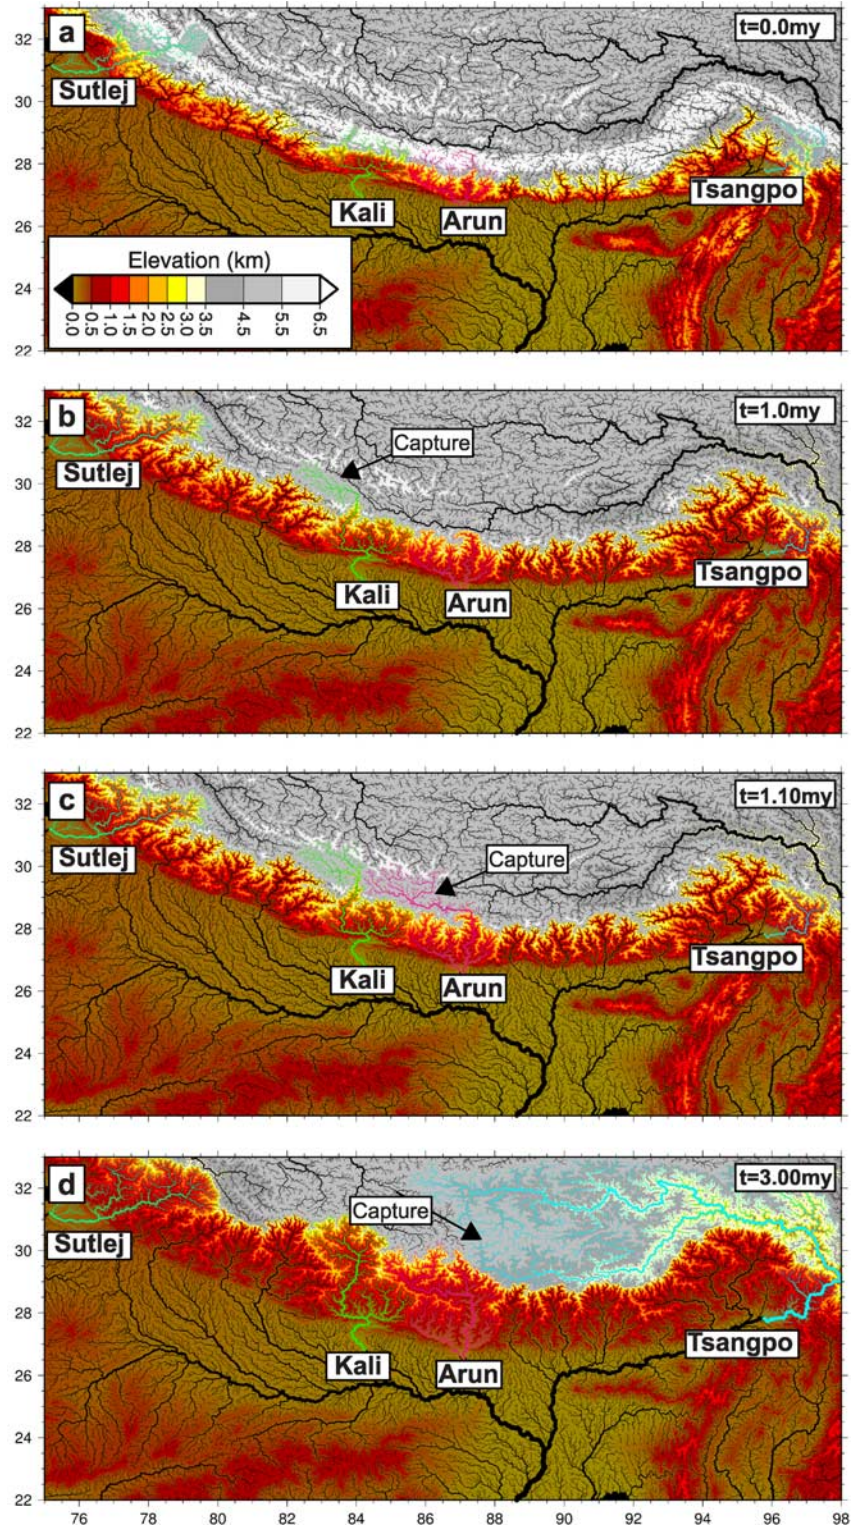 a
t=0.0my
32
30
28
26
24
22
Sutlej
Kali
Arun
Tsangpo
Elevation (km)
0.0
0.5
1.0
1.5
2.0
2.5
3.0
3.5
4.5
5.5
6.5
b
t=1.0my
32
30
28
26
24
22
Capture
Sutlej
Kali
Arun
Tsangpo
c
t=1.10my
32
30
28
26
24
22
Capture
Sutlej
Kali
Arun
Tsangpo
d
t=3.00my
32
30
28
26
24
22
Capture
Sutlej
Kali
Arun
Tsangpo
76 78 80 82 84 86 88 90 92 94 96 98